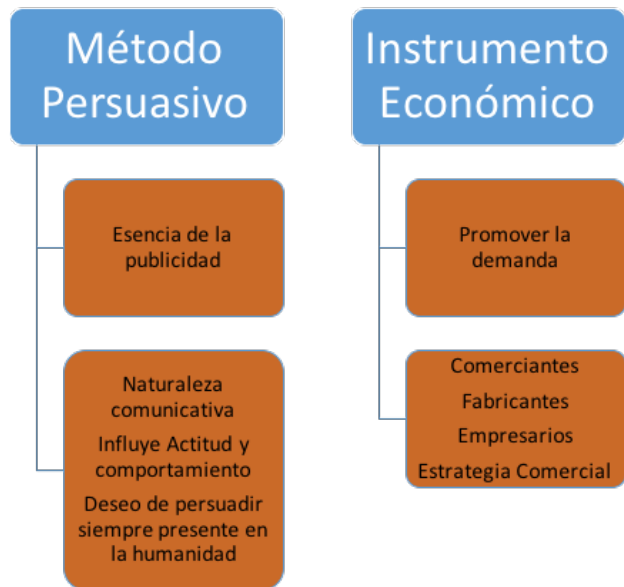 Método
Persuasivo
Esencia de la
publicidad
Naturaleza
comunicativa
Influye Actitud y
comportamiento
Deseo de persuadir
siempre presente en
la humanidad
Instrumento
Económico
Promover la
demanda
Comerciantes
Fabricantes
Empresarios
Estrategia Comercial